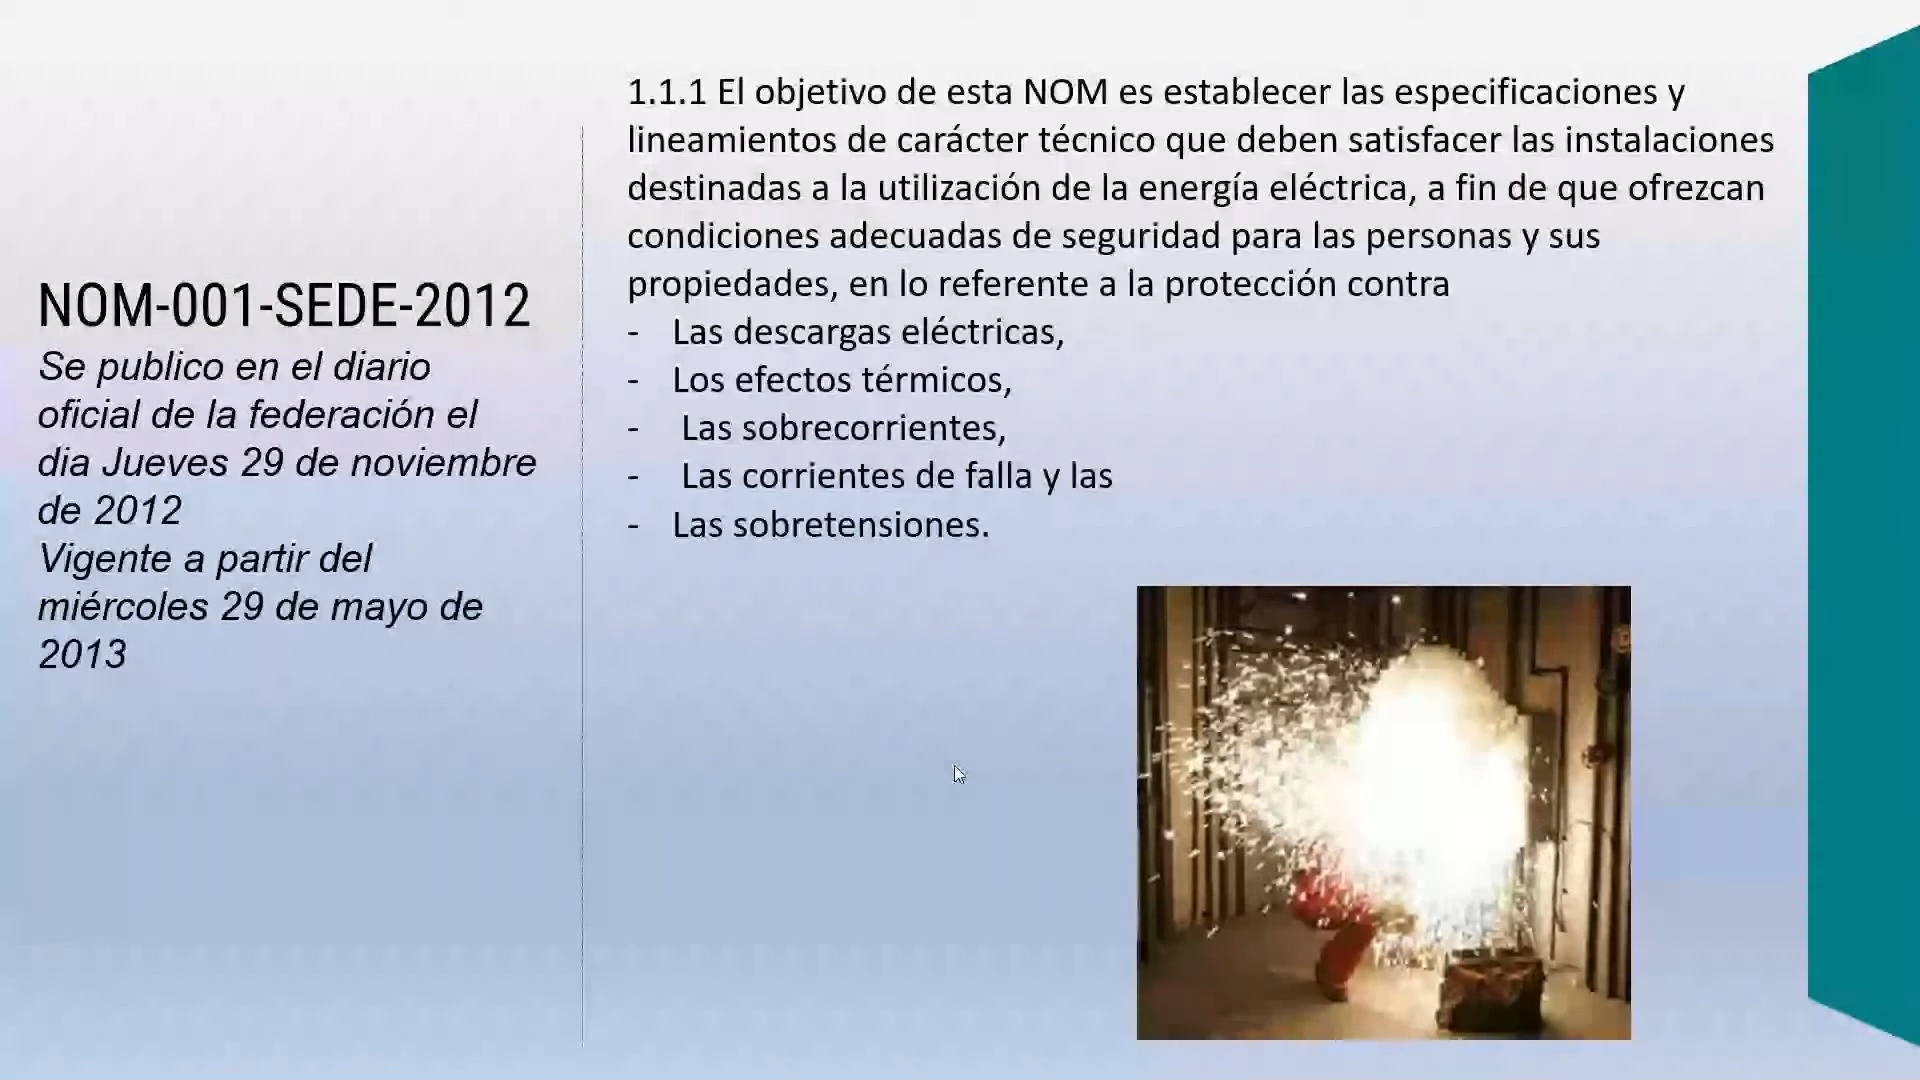 NOM-001-SEDE-2012
Se publico en el diario
oficial de la federación el
dia Jueves 29 de noviembre
de 2012
Vigente a partir del
miércoles 29 de mayo de
2013
1.1.1 El objetivo de esta NOM es establecer las especificaciones y
lineamientos de carácter técnico que deben satisfacer las instalaciones
destinadas a la utilización de la energía eléctrica, a fin de que ofrezcan
condiciones adecuadas de seguridad para las personas y sus
propiedades, en lo referente a la protección contra
- Las descargas eléctricas,
- Los efectos térmicos,
- Las sobrecorrientes,
- Las corrientes de falla y las
- Las sobretensiones.